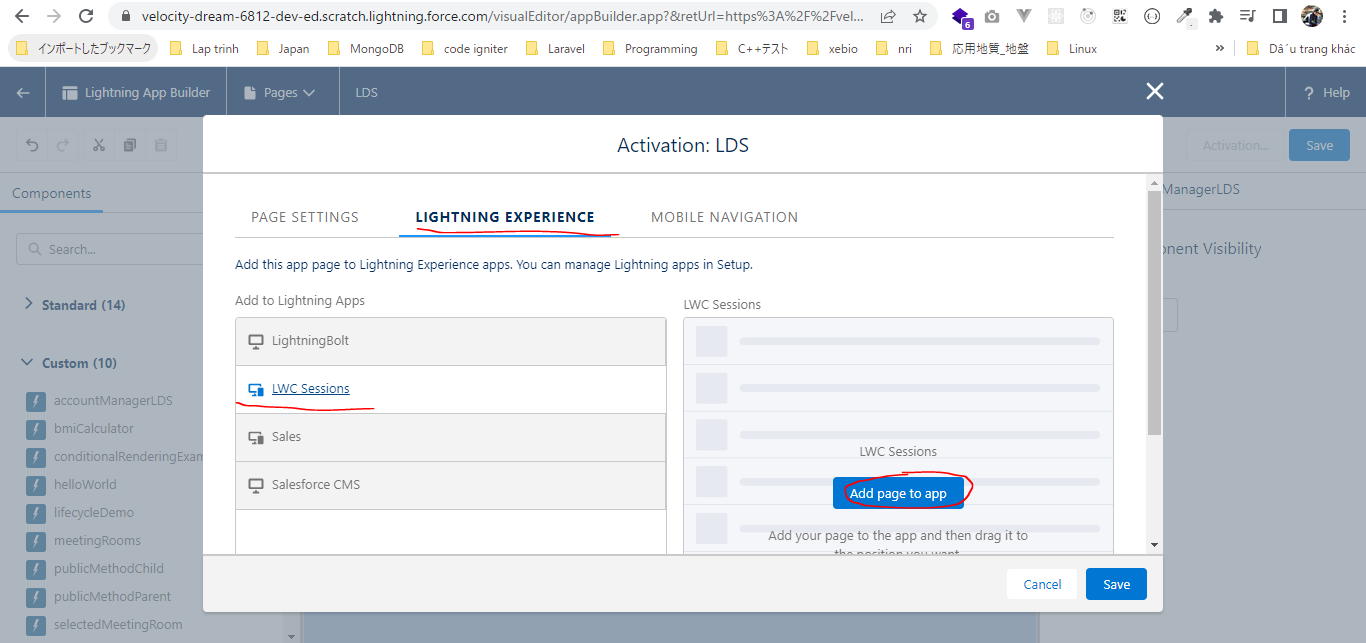 velocity-dream-6812-dev-ed.scratch.lightning.force.com/visualEditor/appBuilder.app?&retUrl=https%3A%2F%2Fvel...
6
インポートしたブックマーク
Lap trinh
Japan
MongoDB
code igniter
Laravel
Programming
C++テスト
xebio
nri
応用地質_地盤
Linux
»
Dấu trang khác
Lightning App Builder
Pages
LDS
? Help
Activation: LDS
Activation...
Save
Components
ManagerLDS
PAGE SETTINGS
LIGHTNING EXPERIENCE
MOBILE NAVIGATION
Search...
onent Visibility
Add this app page to Lightning Experience apps. You can manage Lightning apps in Setup.
Add to Lightning Apps
LWC Sessions
Standard (14)
LightningBolt
Custom (10)
LWC Sessions
accountManagerLDS
bmiCalculator
Sales
LWC Sessions
conditionalRenderingExam
helloWorld
Salesforce CMS
Add page to app
lifecycleDemo
meetingRooms
Add your page to the app and then drag it to
the position you want
publicMethodChild
Cancel
Save
publicMethodParent
selectedMeetingRoom